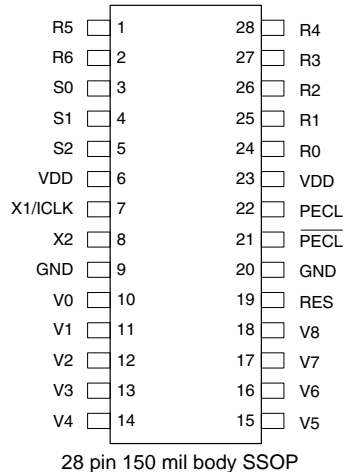 R5 1 28 R4
R6 2 27 R3
S0 3 26 R2
S1 4 25 R1
S2 5 24 R0
VDD 6 23 VDD
X1/ICLK 7 22 PECL
X2 8 21 P̅E̅C̅L̅
GND 9 20 GND
V0 10 19 RES
V1 11 18 V8
V2 12 17 V7
V3 13 16 V6
V4 14 15 V5
28 pin 150 mil body SSOP